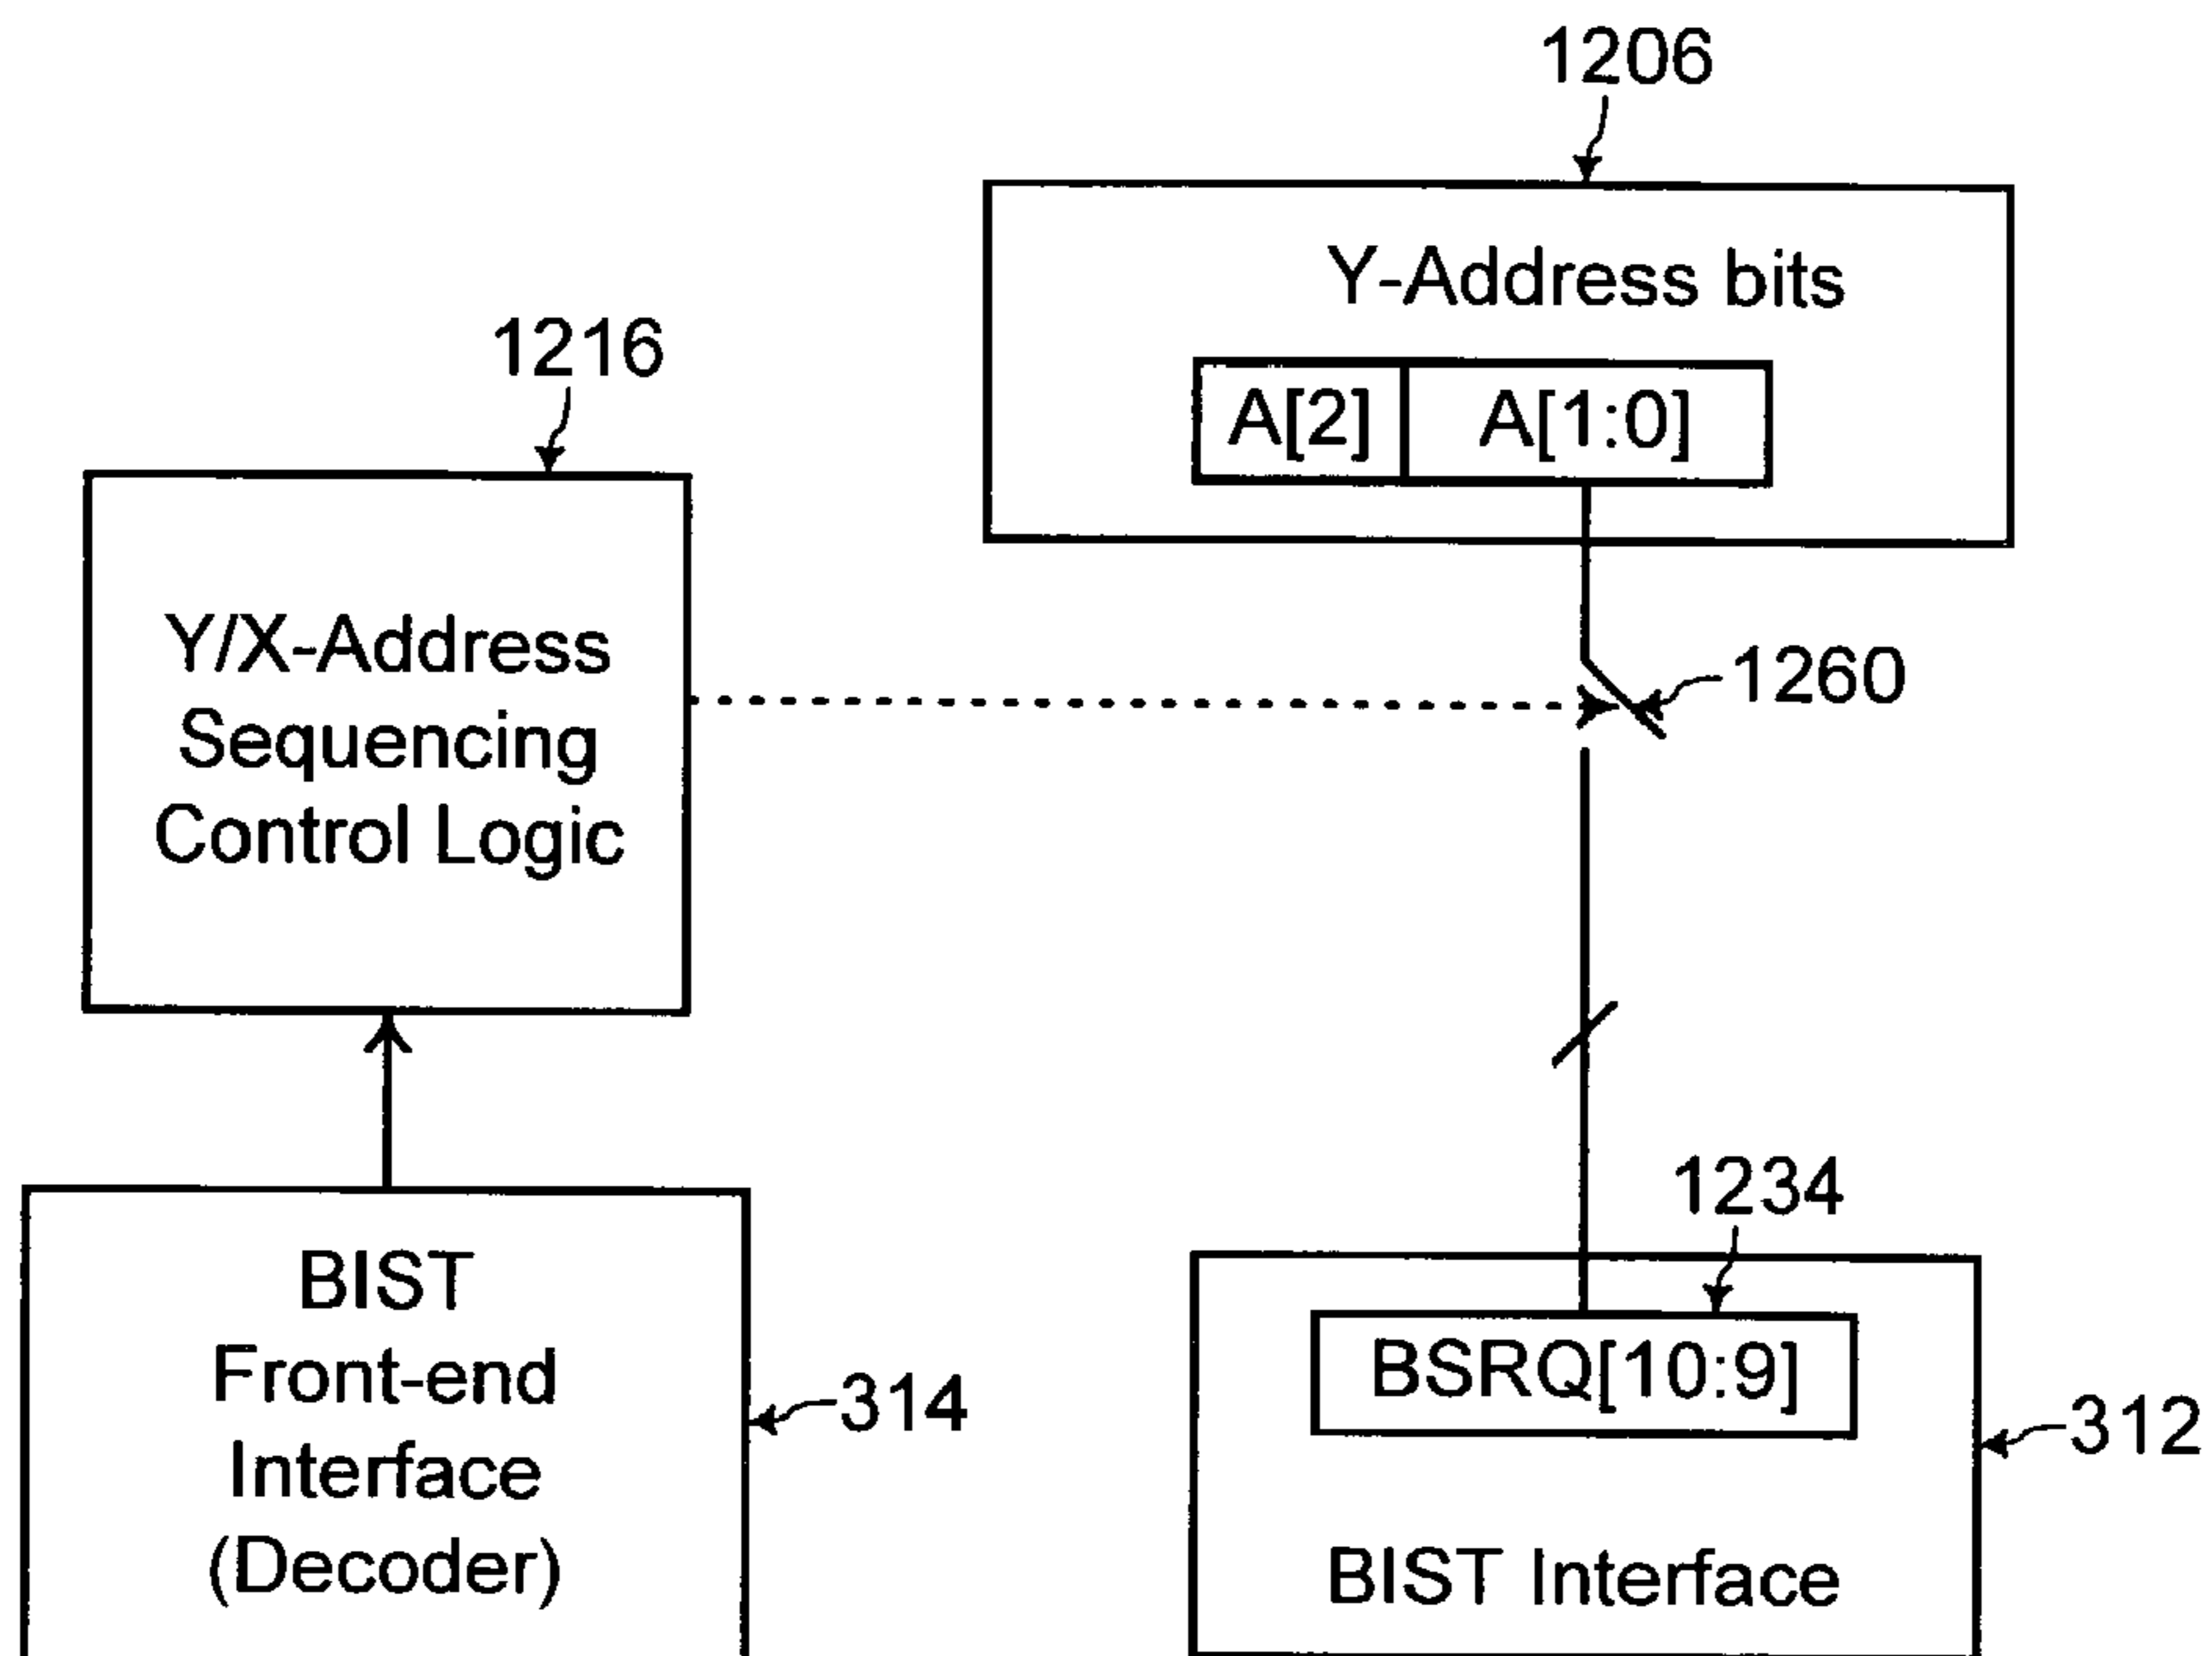 1206
Y-Address bits
A[2] A[1:0]
1216
Y/X-Address
Sequencing
Control Logic
1260
1234
BSRQ[10:9]
BIST Interface
312
BIST
Front-end
Interface
(Decoder)
314